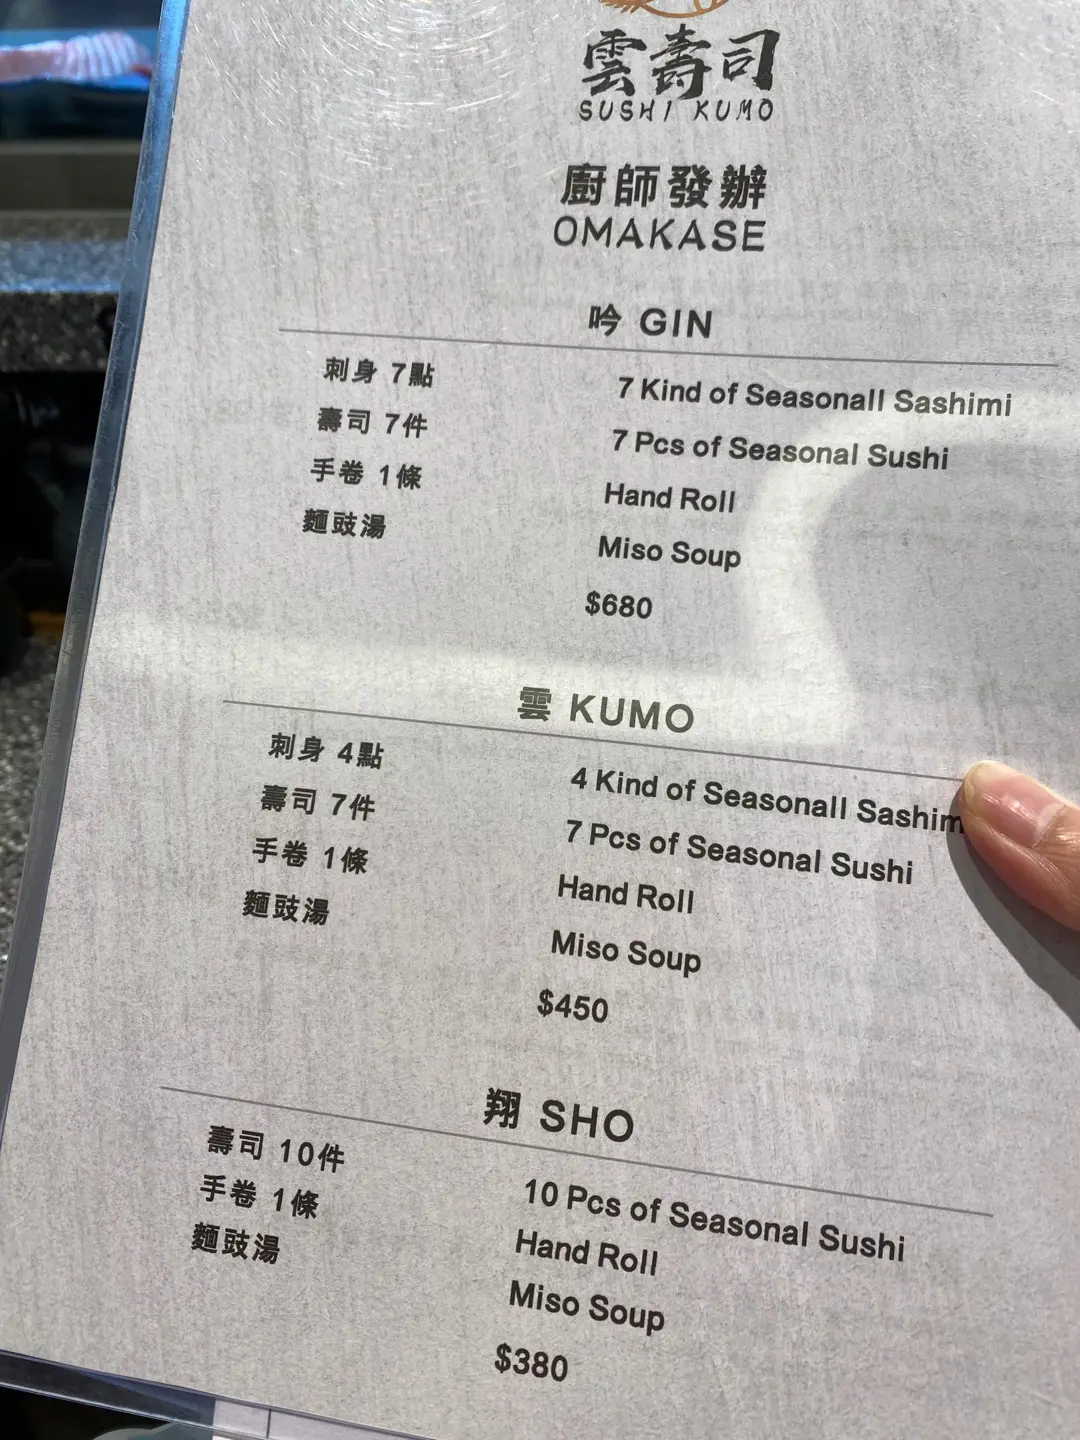 雲壽司
SUSHI KUMO
廚師發辦
OMAKASE
吟 GIN
刺身 7點
7 Kind of Seasonall Sashimi
壽司 7件
7 Pcs of Seasonal Sushi
手卷 1條
Hand Roll
麵豉湯
Miso Soup
$680
雲 KUMO
刺身 4點
4 Kind of Seasonall Sashim
壽司 7件
7 Pcs of Seasonal Sushi
手卷 1條
Hand Roll
麵豉湯
Miso Soup
$450
翔 SHO
壽司 10件
10 Pcs of Seasonal Sushi
手卷 1條
Hand Roll
麵豉湯
Miso Soup
$380